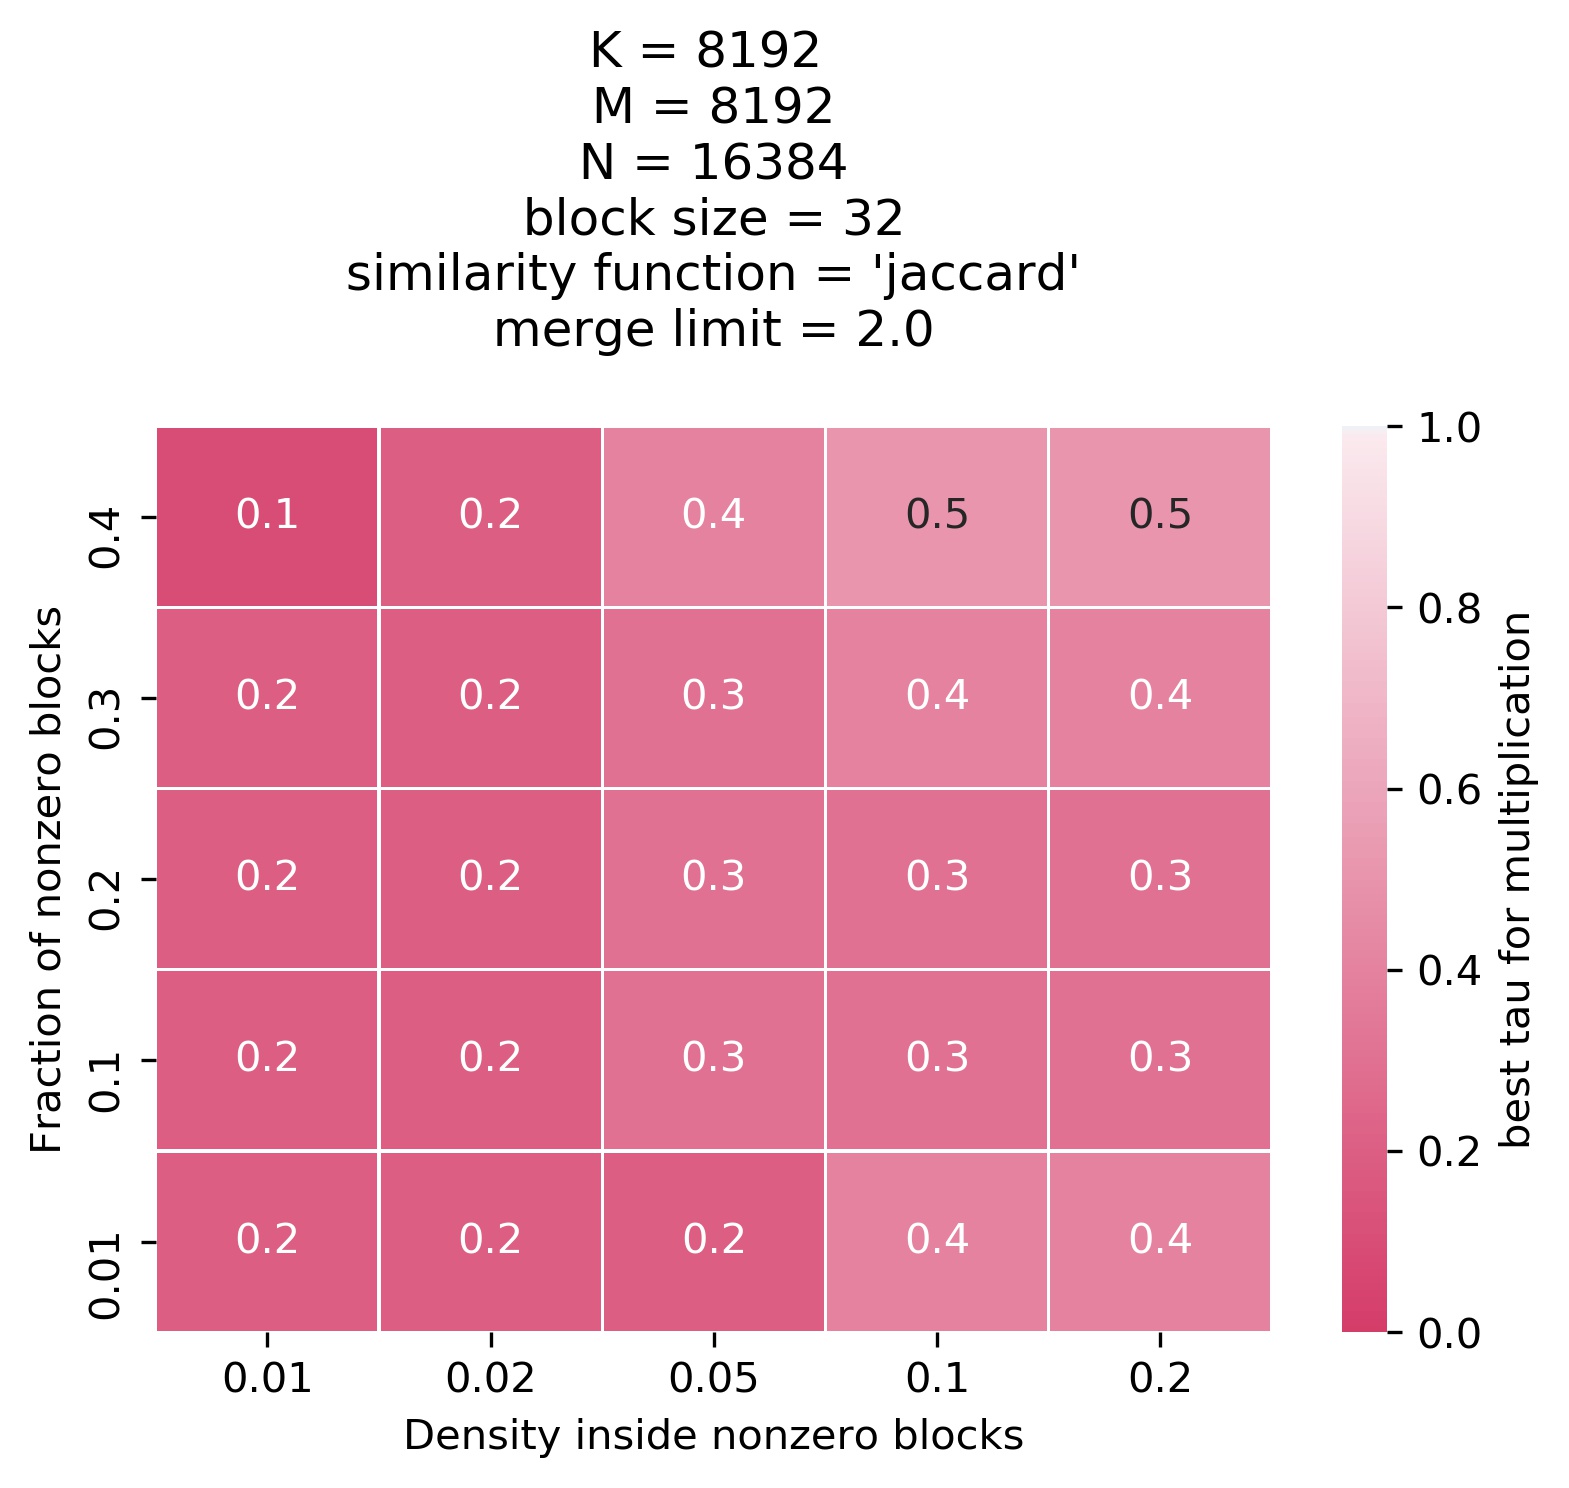 K = 8192
M = 8192
N = 16384
block size = 32
similarity function = 'jaccard'
merge limit = 2.0
Fraction of nonzero blocks
0.4
0.1 0.2 0.4 0.5 0.5
0.3
0.2 0.2 0.3 0.4 0.4
0.2
0.2 0.2 0.3 0.3 0.3
0.1
0.2 0.2 0.3 0.3 0.3
0.01
0.2 0.2 0.2 0.4 0.4
0.01 0.02 0.05 0.1 0.2
Density inside nonzero blocks
1.0
0.8
0.6
0.4
0.2
0.0
best tau for multiplication